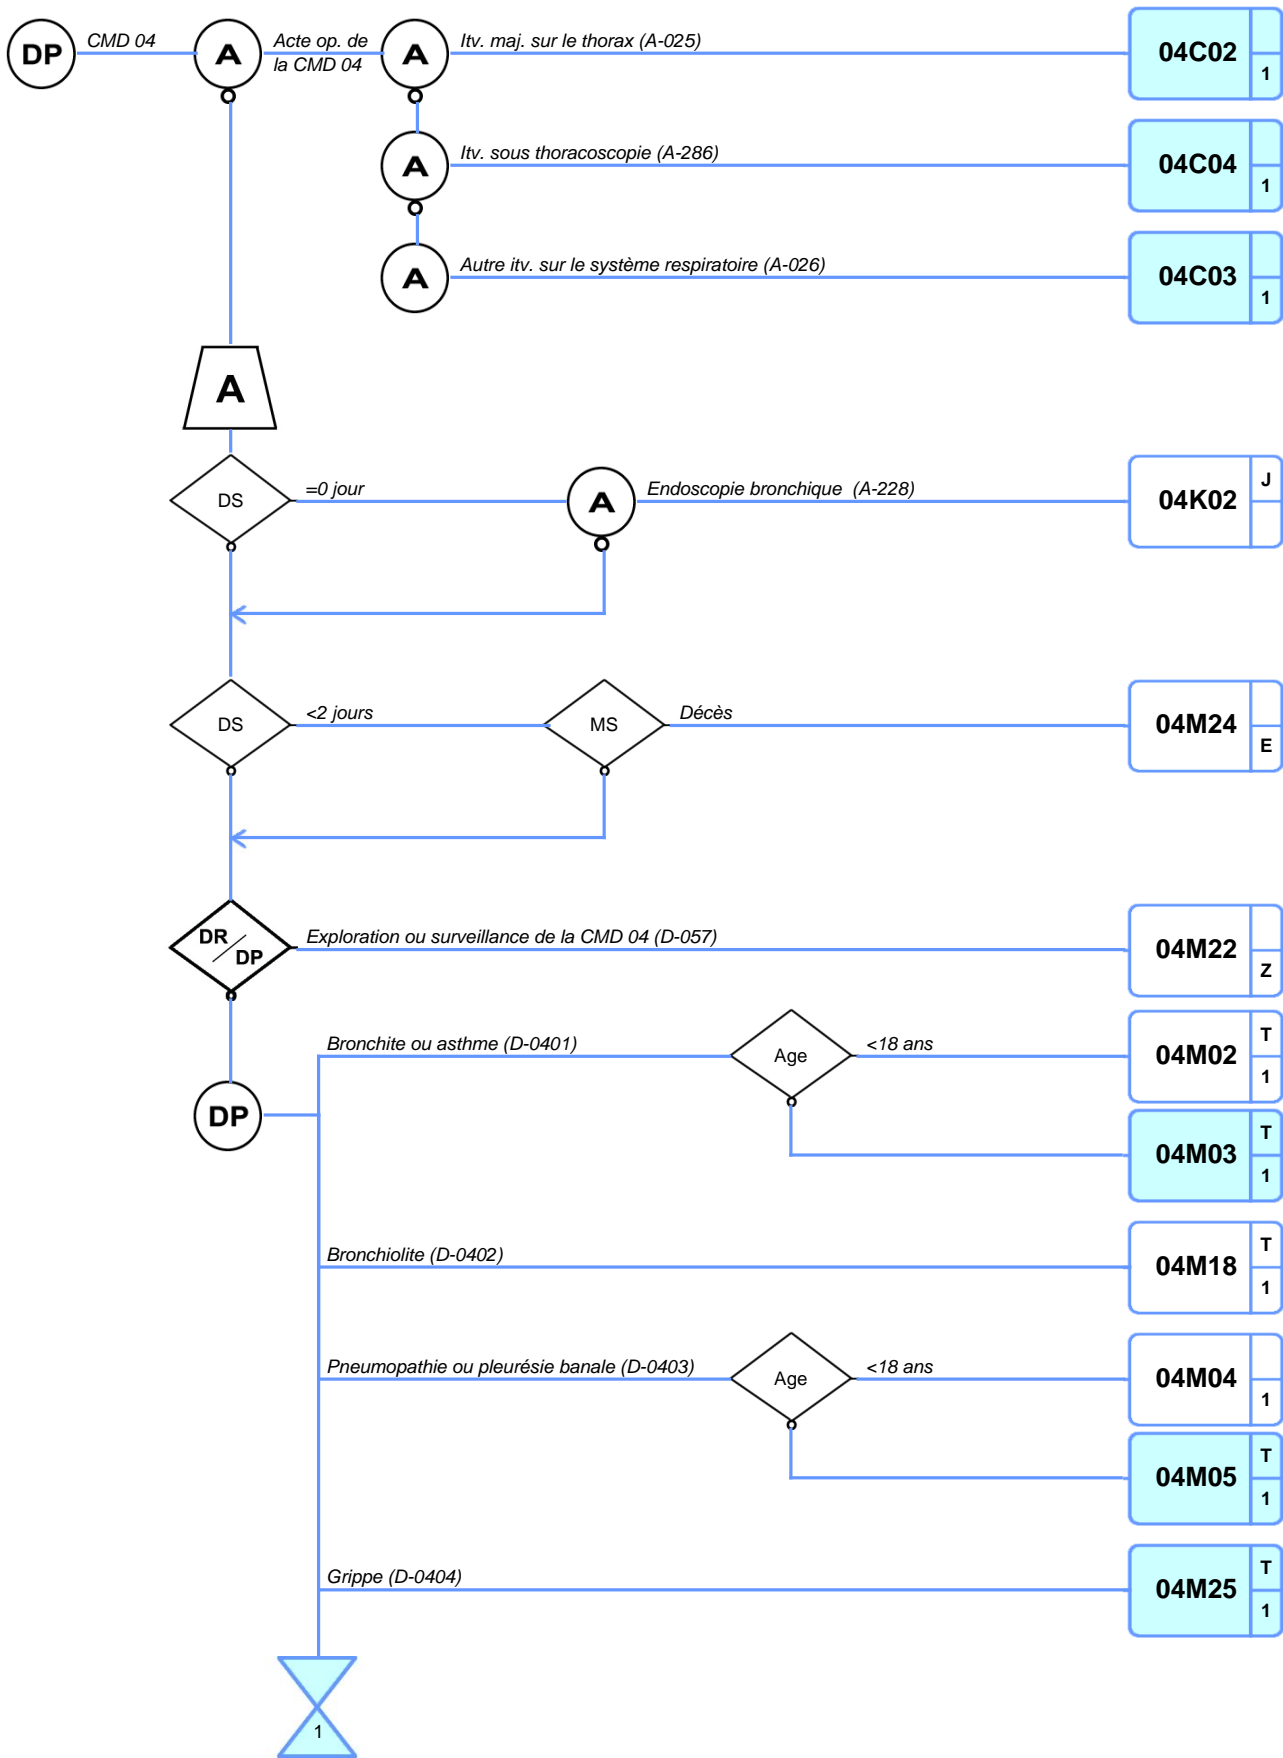 DP
CMD 04
A
Acte op. de
la CMD 04
A
Itv. maj. sur le thorax (A-025)
04C02
1
A
Itv. sous thoracoscopie (A-286)
04C04
1
A
Autre itv. sur le système respiratoire (A-026)
04C03
1
A
DS
=0 jour
A
Endoscopie bronchique (A-228)
04K02
J
DS
<2 jours
MS
Décès
04M24
E
DR
DP
Exploration ou surveillance de la CMD 04 (D-057)
04M22
Z
DP
Bronchite ou asthme (D-0401)
Age
<18 ans
04M02
T
1
04M03
T
1
Bronchiolite (D-0402)
04M18
T
1
Pneumopathie ou pleurésie banale (D-0403)
Age
<18 ans
04M04
1
04M05
T
1
Grippe (D-0404)
04M25
T
1
1